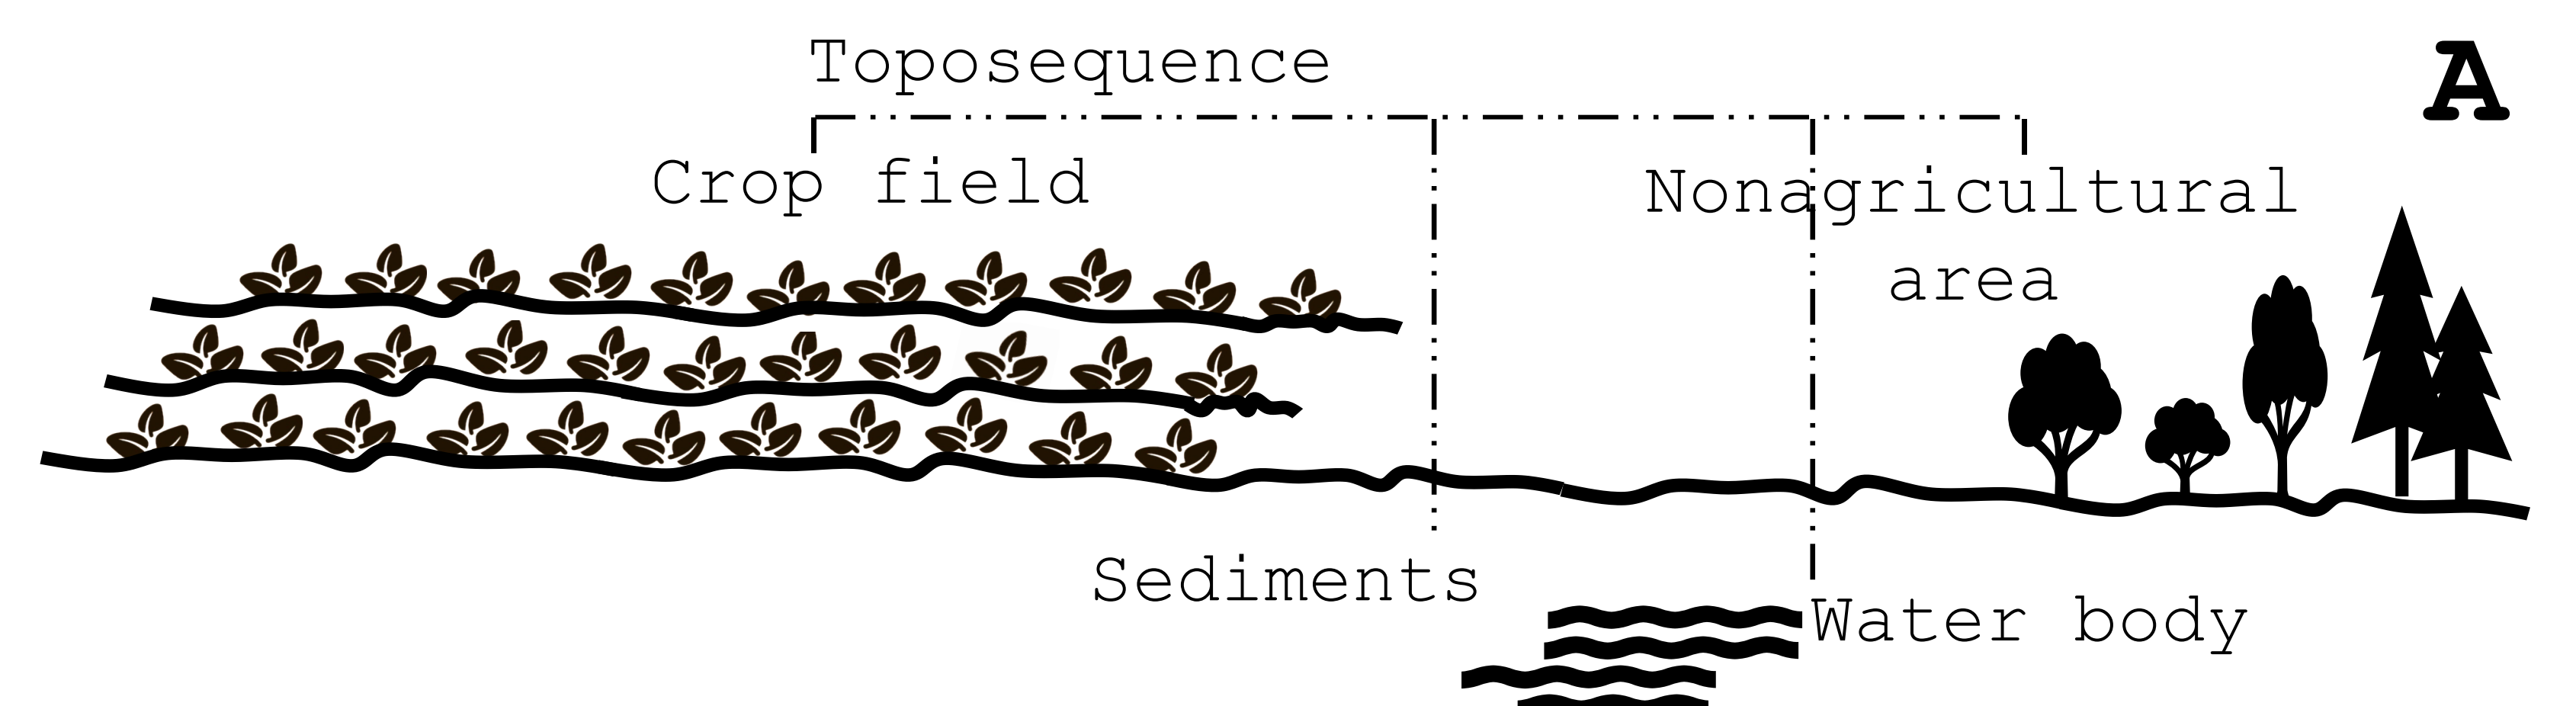 Toposequence
A
Crop field
Nonagricultural
area
Sediments
Water body